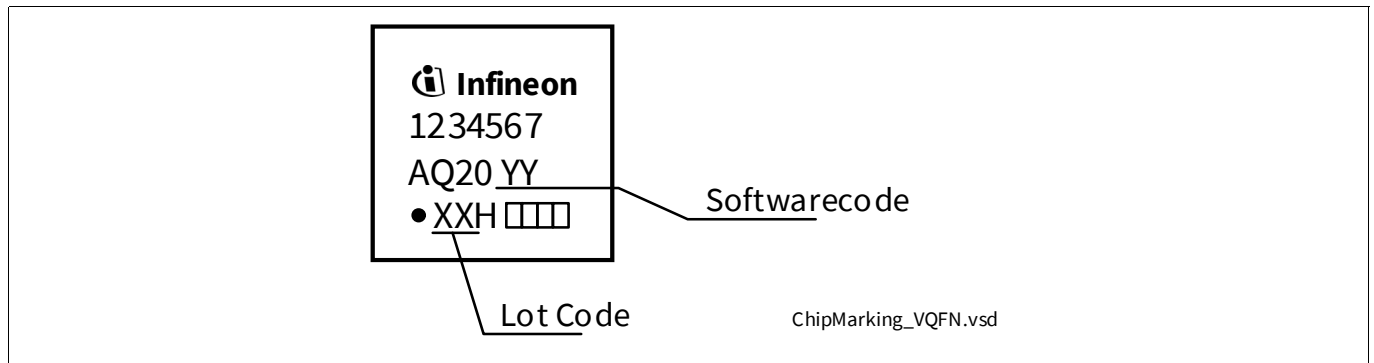 Infineon
1234567
AQ20 YY
Softwarecode
•XXH
Lot Code
ChipMarking_VQFN.vsd